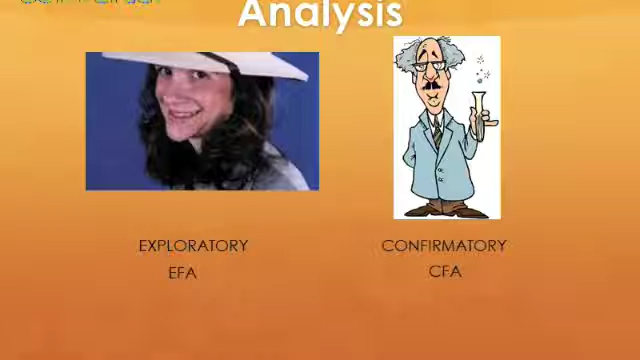 Analysis
EXPLORATORY
CONFIRMATORY
EFA
CFA